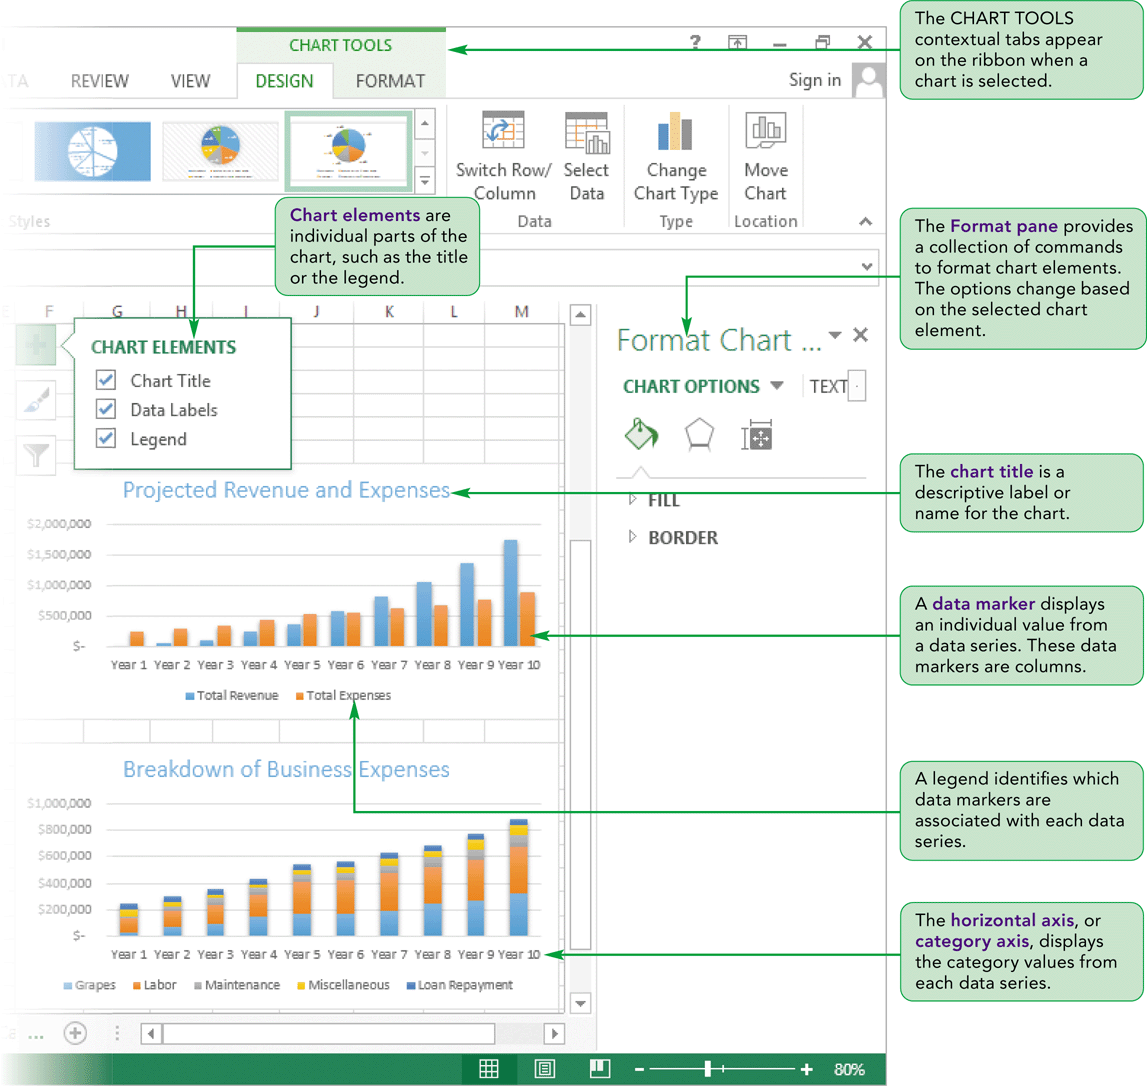 CHART TOOLS
?
TA REVIEW VIEW DESIGN FORMAT
Sign in
The CHART TOOLS
contextual tabs appear
on the ribbon when a
chart is selected.
Switch Row/
Column
Select
Data
Change
Chart Type
Move
Chart
Styles
Data
Type
Location
Chart elements are
individual parts of the
chart, such as the title
or the legend.
The Format pane provides
a collection of commands
to format chart elements.
The options change based
on the selected chart
element.
F G H I J K L M
CHART ELEMENTS
Chart Title
Data Labels
Legend
Format Chart ...
CHART OPTIONS TEXT
FILL
BORDER
The chart title is a
descriptive label or
name for the chart.
Projected Revenue and Expenses
$2,000,000
$1,500,000
$1,000,000
$500,000
$-
Year 1 Year 2 Year 3 Year 4 Year 5 Year 6 Year 7 Year 8 Year 9 Year 10
Total Revenue Total Expenses
A data marker displays
an individual value from
a data series. These data
markers are columns.
A legend identifies which
data markers are
associated with each data
series.
Breakdown of Business Expenses
$1,000,000
$800,000
$600,000
$400,000
$200,000
$-
Year 1 Year 2 Year 3 Year 4 Year 5 Year 6 Year 7 Year 8 Year 9 Year 10
Grapes Labor Maintenance Miscellaneous Loan Repayment
The horizontal axis, or
category axis, displays
the category values from
each data series.
...
80%